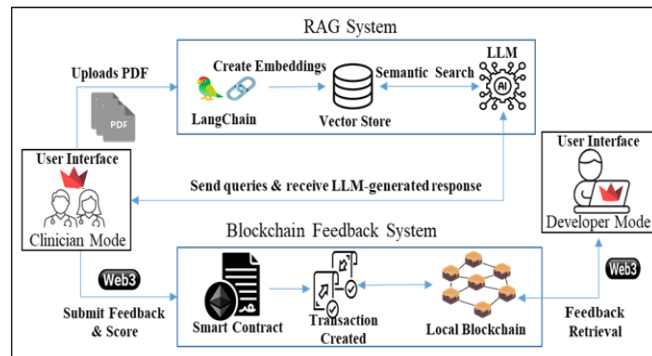 RAG System
Uploads PDF
Create Embeddings
LangChain
Vector Store
Semantic Search
LLM
AI
PDF
User Interface
Clinician Mode
Send queries & receive LLM-generated response
User Interface
Developer Mode
Blockchain Feedback System
Web3
Submit Feedback
& Score
Smart Contract
Transaction
Created
Local Blockchain
Web3
Feedback
Retrieval